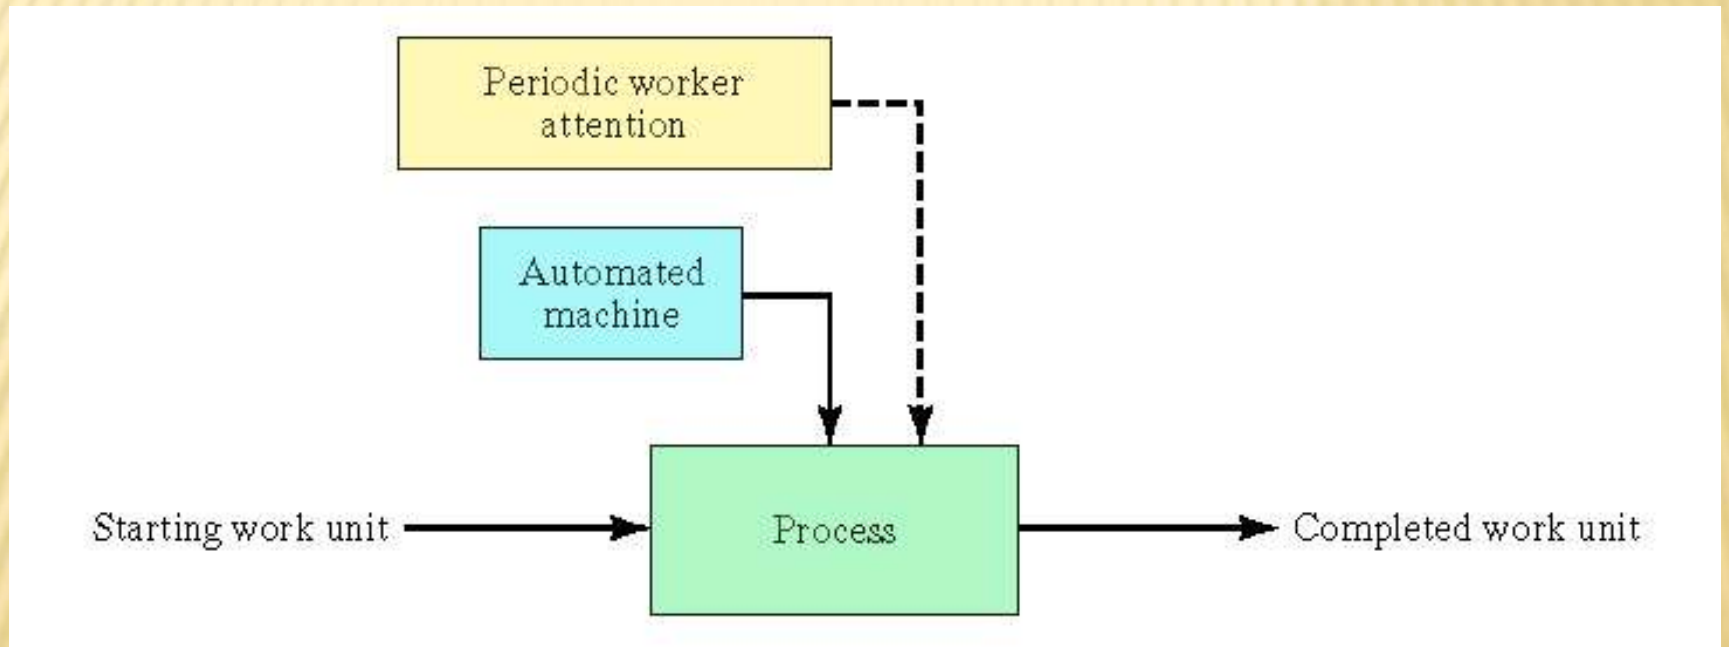 Periodic worker
attention
Automated
machine
Starting work unit
Process
Completed work unit